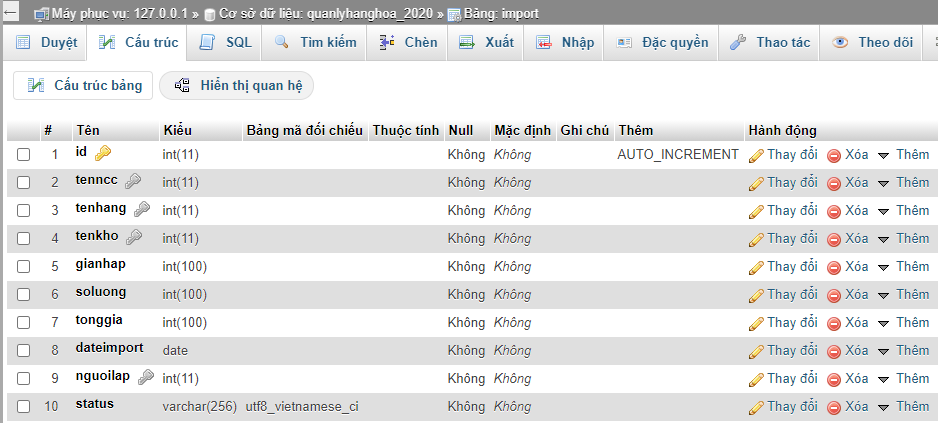 Máy phục vụ: 127.0.0.1 » Cơ sở dữ liệu: quanlyhanghoa_2020 » Bảng: import
Duyệt Cấu trúc SQL Tìm kiếm Chèn Xuất Nhập Đặc quyền Thao tác Theo dõi
Cấu trúc bảng Hiển thị quan hệ
# Tên Kiểu Bảng mã đối chiếu Thuộc tính Null Mặc định Ghi chú Thêm Hành động
1 id int(11) Không Không AUTO_INCREMENT Thay đổi Xóa Thêm
2 tenncc int(11) Không Không Thay đổi Xóa Thêm
3 tenhang int(11) Không Không Thay đổi Xóa Thêm
4 tenkho int(11) Không Không Thay đổi Xóa Thêm
5 gianhap int(100) Không Không Thay đổi Xóa Thêm
6 soluong int(100) Không Không Thay đổi Xóa Thêm
7 tonggia int(100) Không Không Thay đổi Xóa Thêm
8 dateimport date Không Không Thay đổi Xóa Thêm
9 nguoilap int(11) Không Không Thay đổi Xóa Thêm
10 status varchar(256) utf8_vietnamese_ci Không Không Thay đổi Xóa Thêm